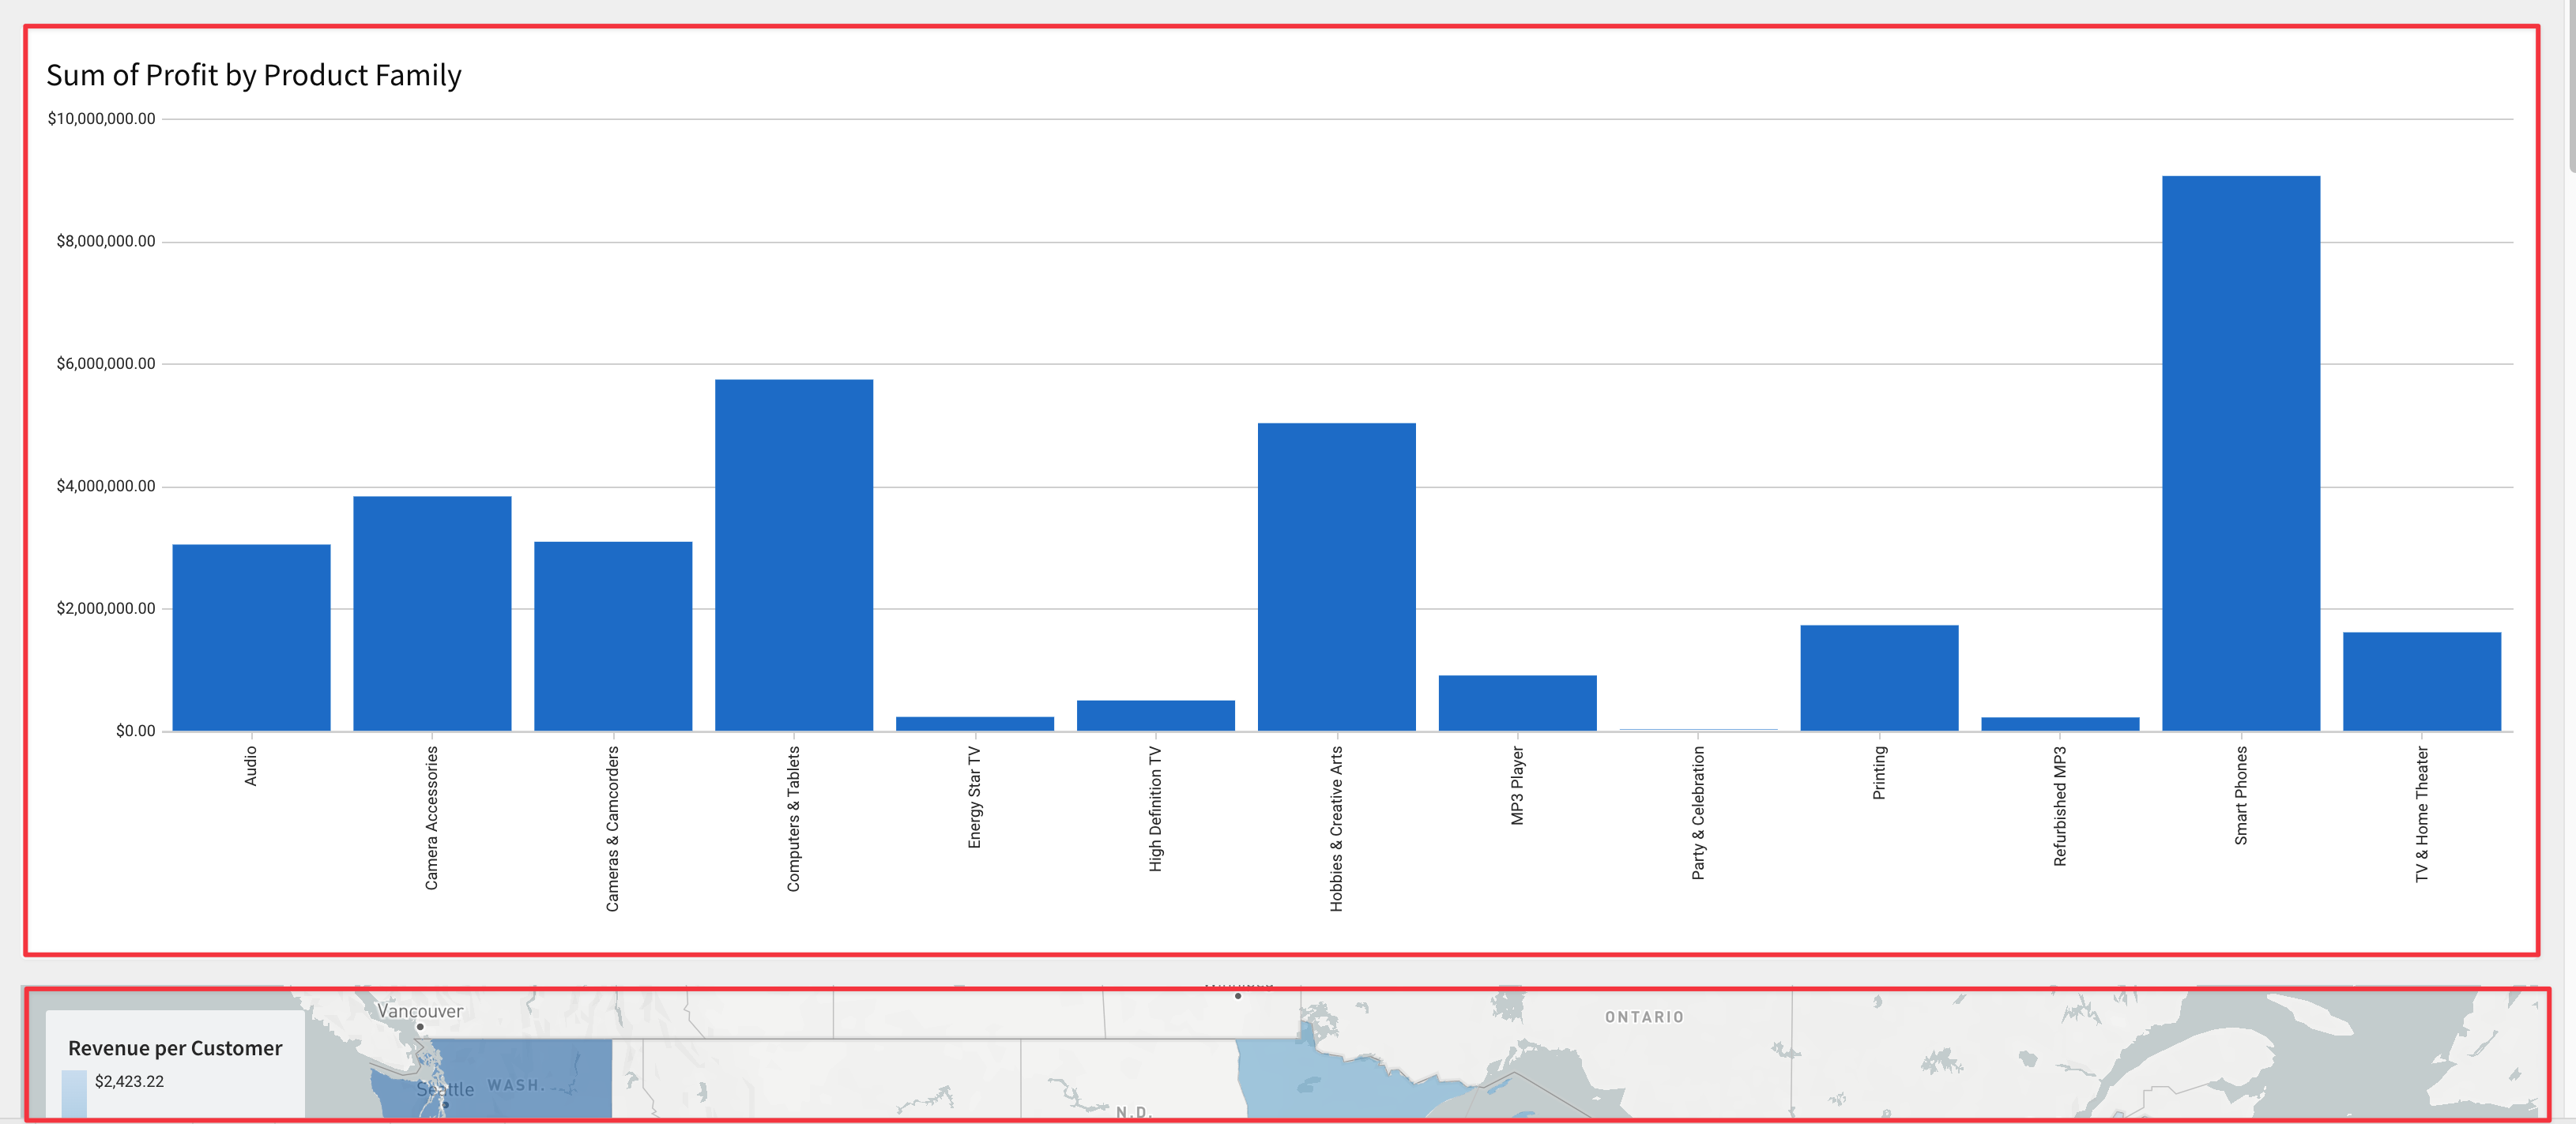 Sum of Profit by Product Family
$10,000,000.00
$8,000,000.00
$6,000,000.00
$4,000,000.00
$2,000,000.00
$0.00
Audio
Camera Accessories
Cameras & Camcorders
Computers & Tablets
Energy Star TV
High Definition TV
Hobbies & Creative Arts
MP3 Player
Party & Celebration
Printing
Refurbished MP3
Smart Phones
TV & Home Theater
Vancouver
ONTARIO
Revenue per Customer
$2,423.22
Seattle
WASH.
N.D.